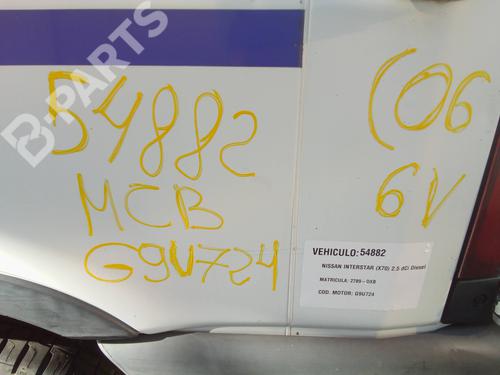 B-PARTS
54882
MCB
G9U724
(06
6V
VEHICULO: 54882
NISSAN INTERSTAR (X70) 2.5 dCi Diesel
MATRICULA: 2789-DXB
COD. MOTOR: G9U724